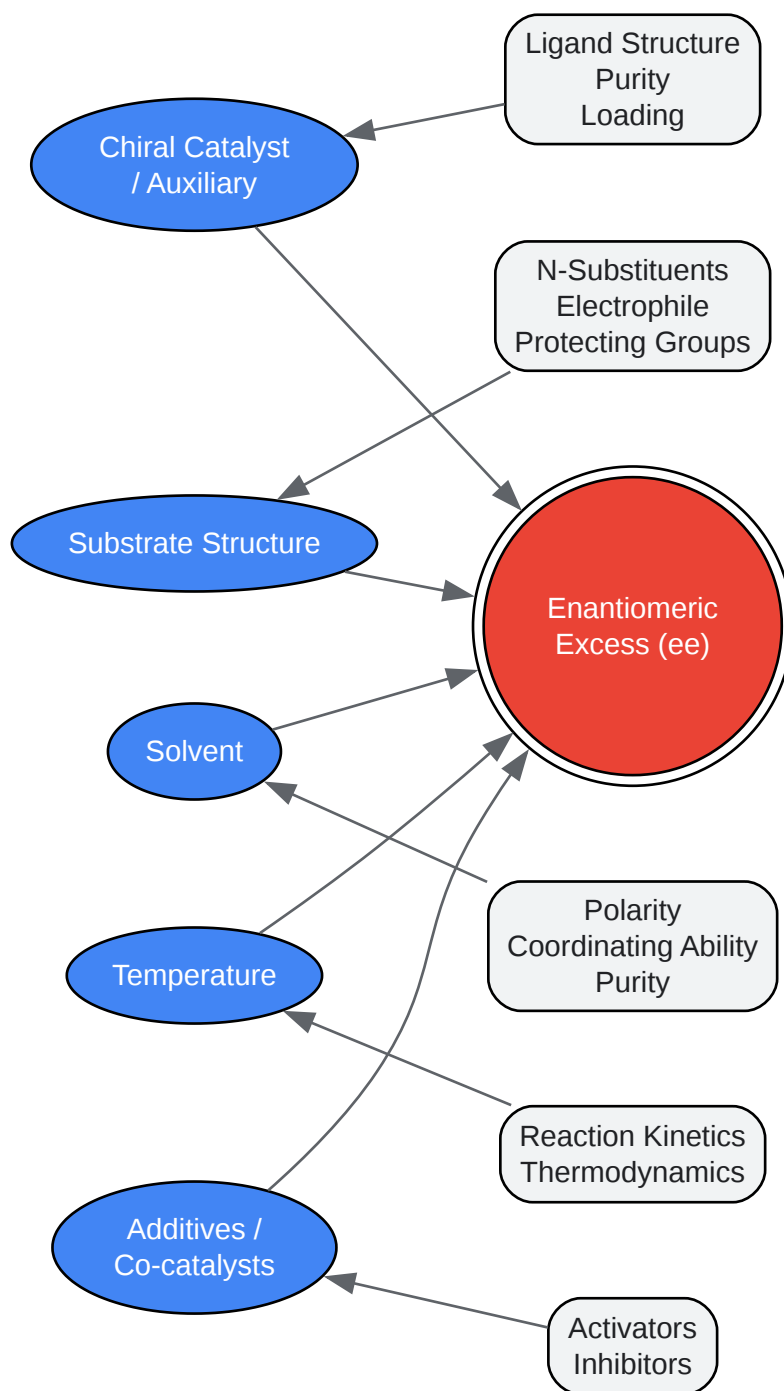 Ligand Structure
Purity
Loading
Chiral Catalyst
/ Auxiliary
N-Substituents
Electrophile
Protecting Groups
Substrate Structure
Enantiomeric
Excess (ee)
Solvent
Polarity
Coordinating Ability
Purity
Temperature
Reaction Kinetics
Thermodynamics
Additives /
Co-catalysts
Activators
Inhibitors